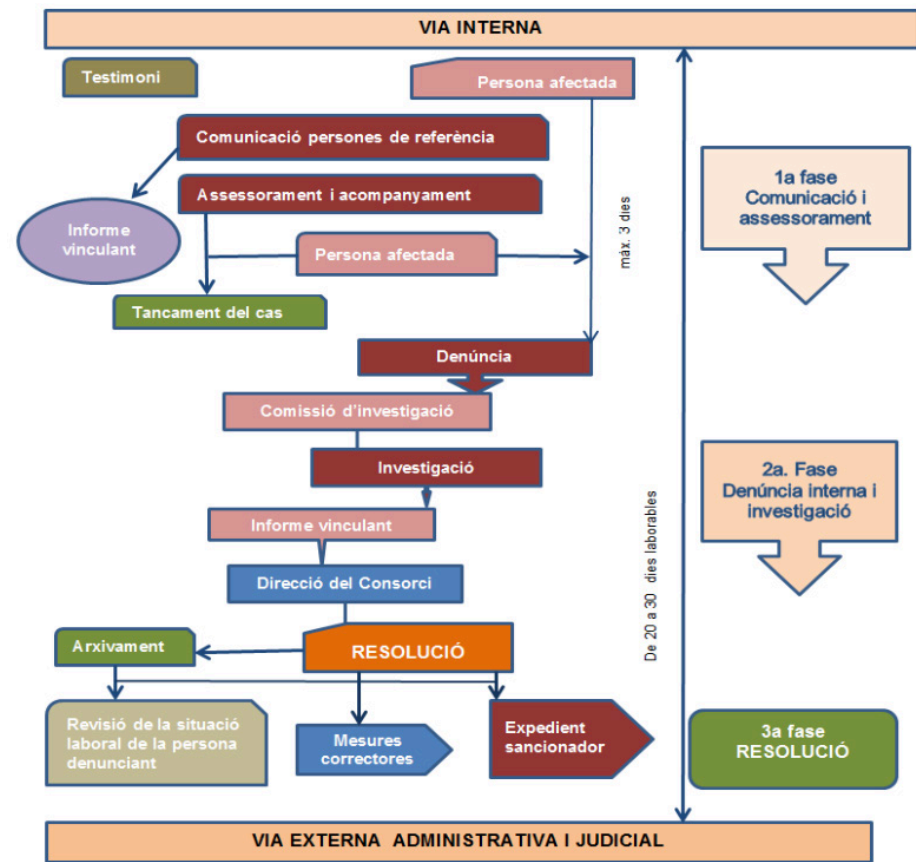 VIA INTERNA
Testimoni
Persona afectada
Comunicació persones de referència
Assessorament i acompanyament
Informe
vinculant
Persona afectada
màx. 3 dies
Tancament del cas
1a fase
Comunicació i
assessorament
Denúncia
Comissió d'investigació
Investigació
Informe vinculant
Direcció del Consorci
De 20 a 30 dies laborables
2a. Fase
Denúncia interna i
investigació
Arxivament
RESOLUCIÓ
Revisió de la situació
laboral de la persona
denunciant
Mesures
correctores
Expedient
sancionador
3a fase
RESOLUCIÓ
VIA EXTERNA ADMINISTRATIVA I JUDICIAL